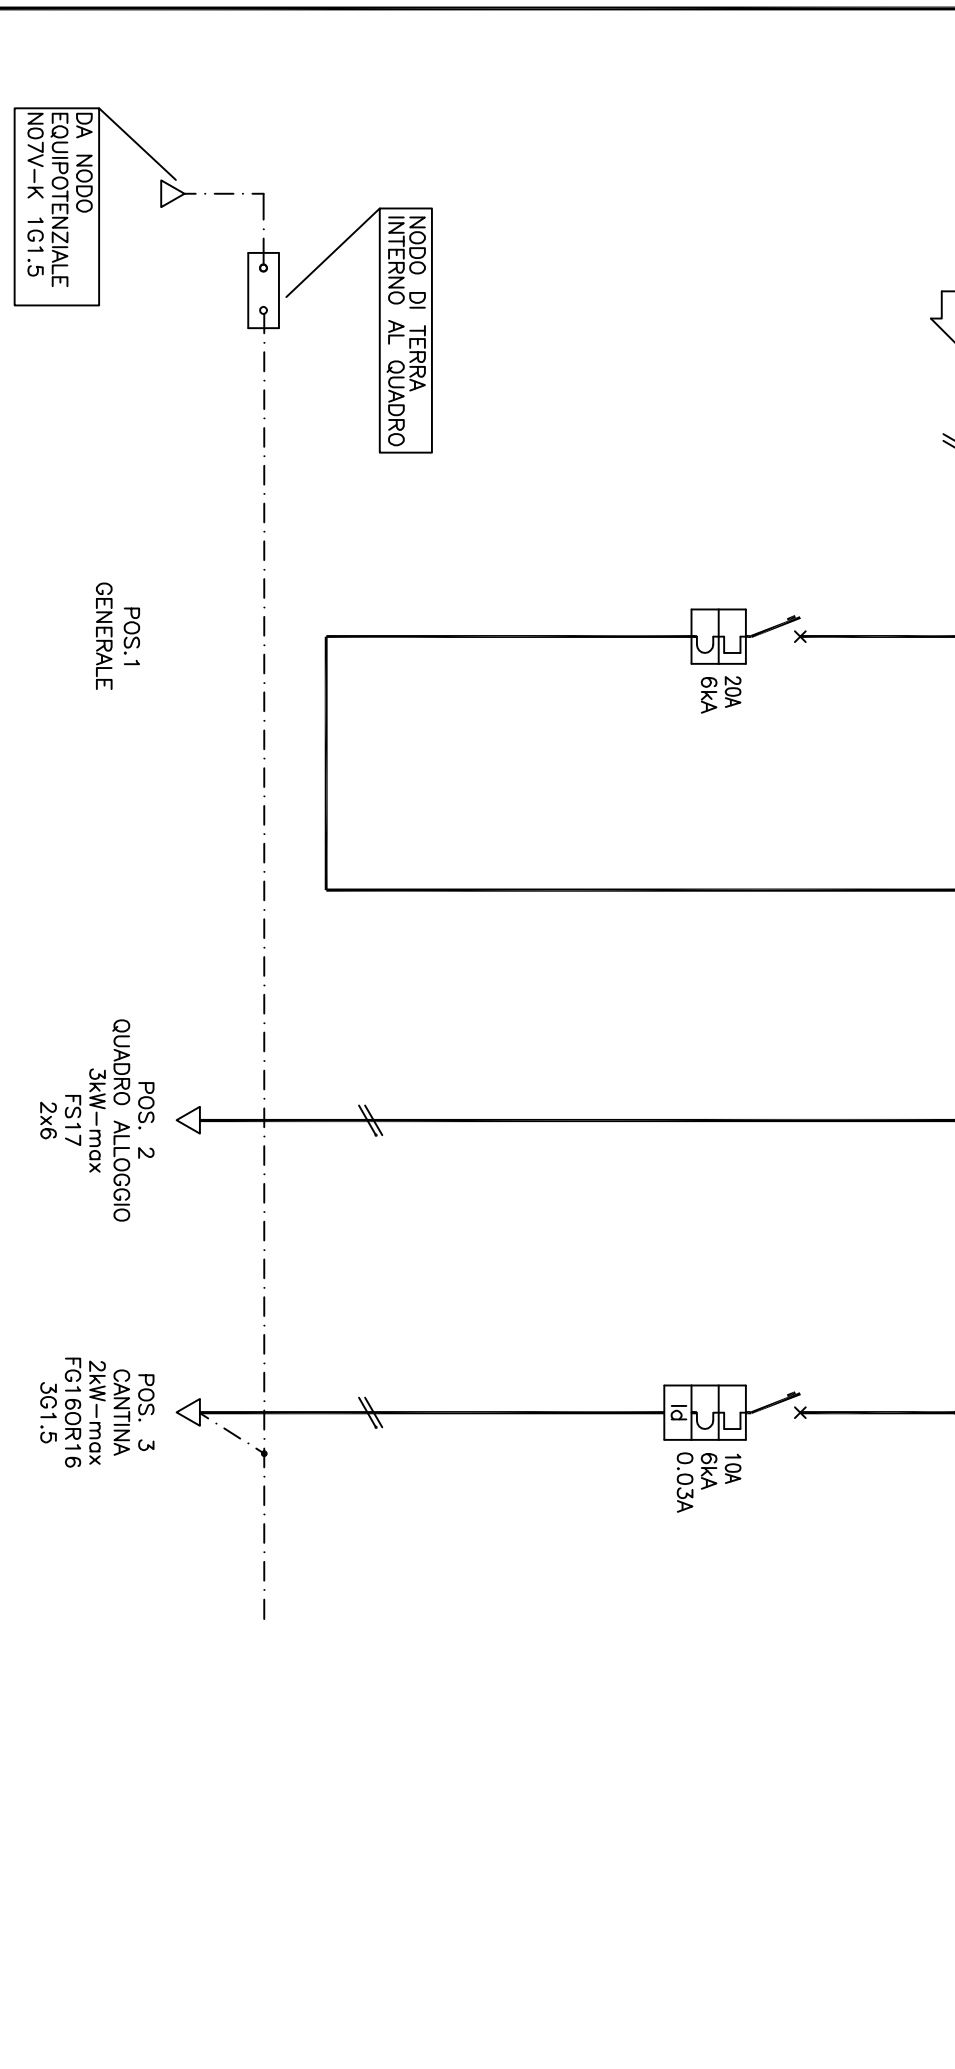 DA NODO
EQUIPOTENZIALE
N07V-K 1G1.5
NODO DI TERRA
INTERNO AL QUADRO
20A
6kA
POS.1
GENERALE
POS. 2
QUADRO ALLOGGIO
3kW-max
FS17
2x6
10A
6kA
0.03A
Id
POS. 3
CANTINA
2kW-max
FG16OR16
3G1.5